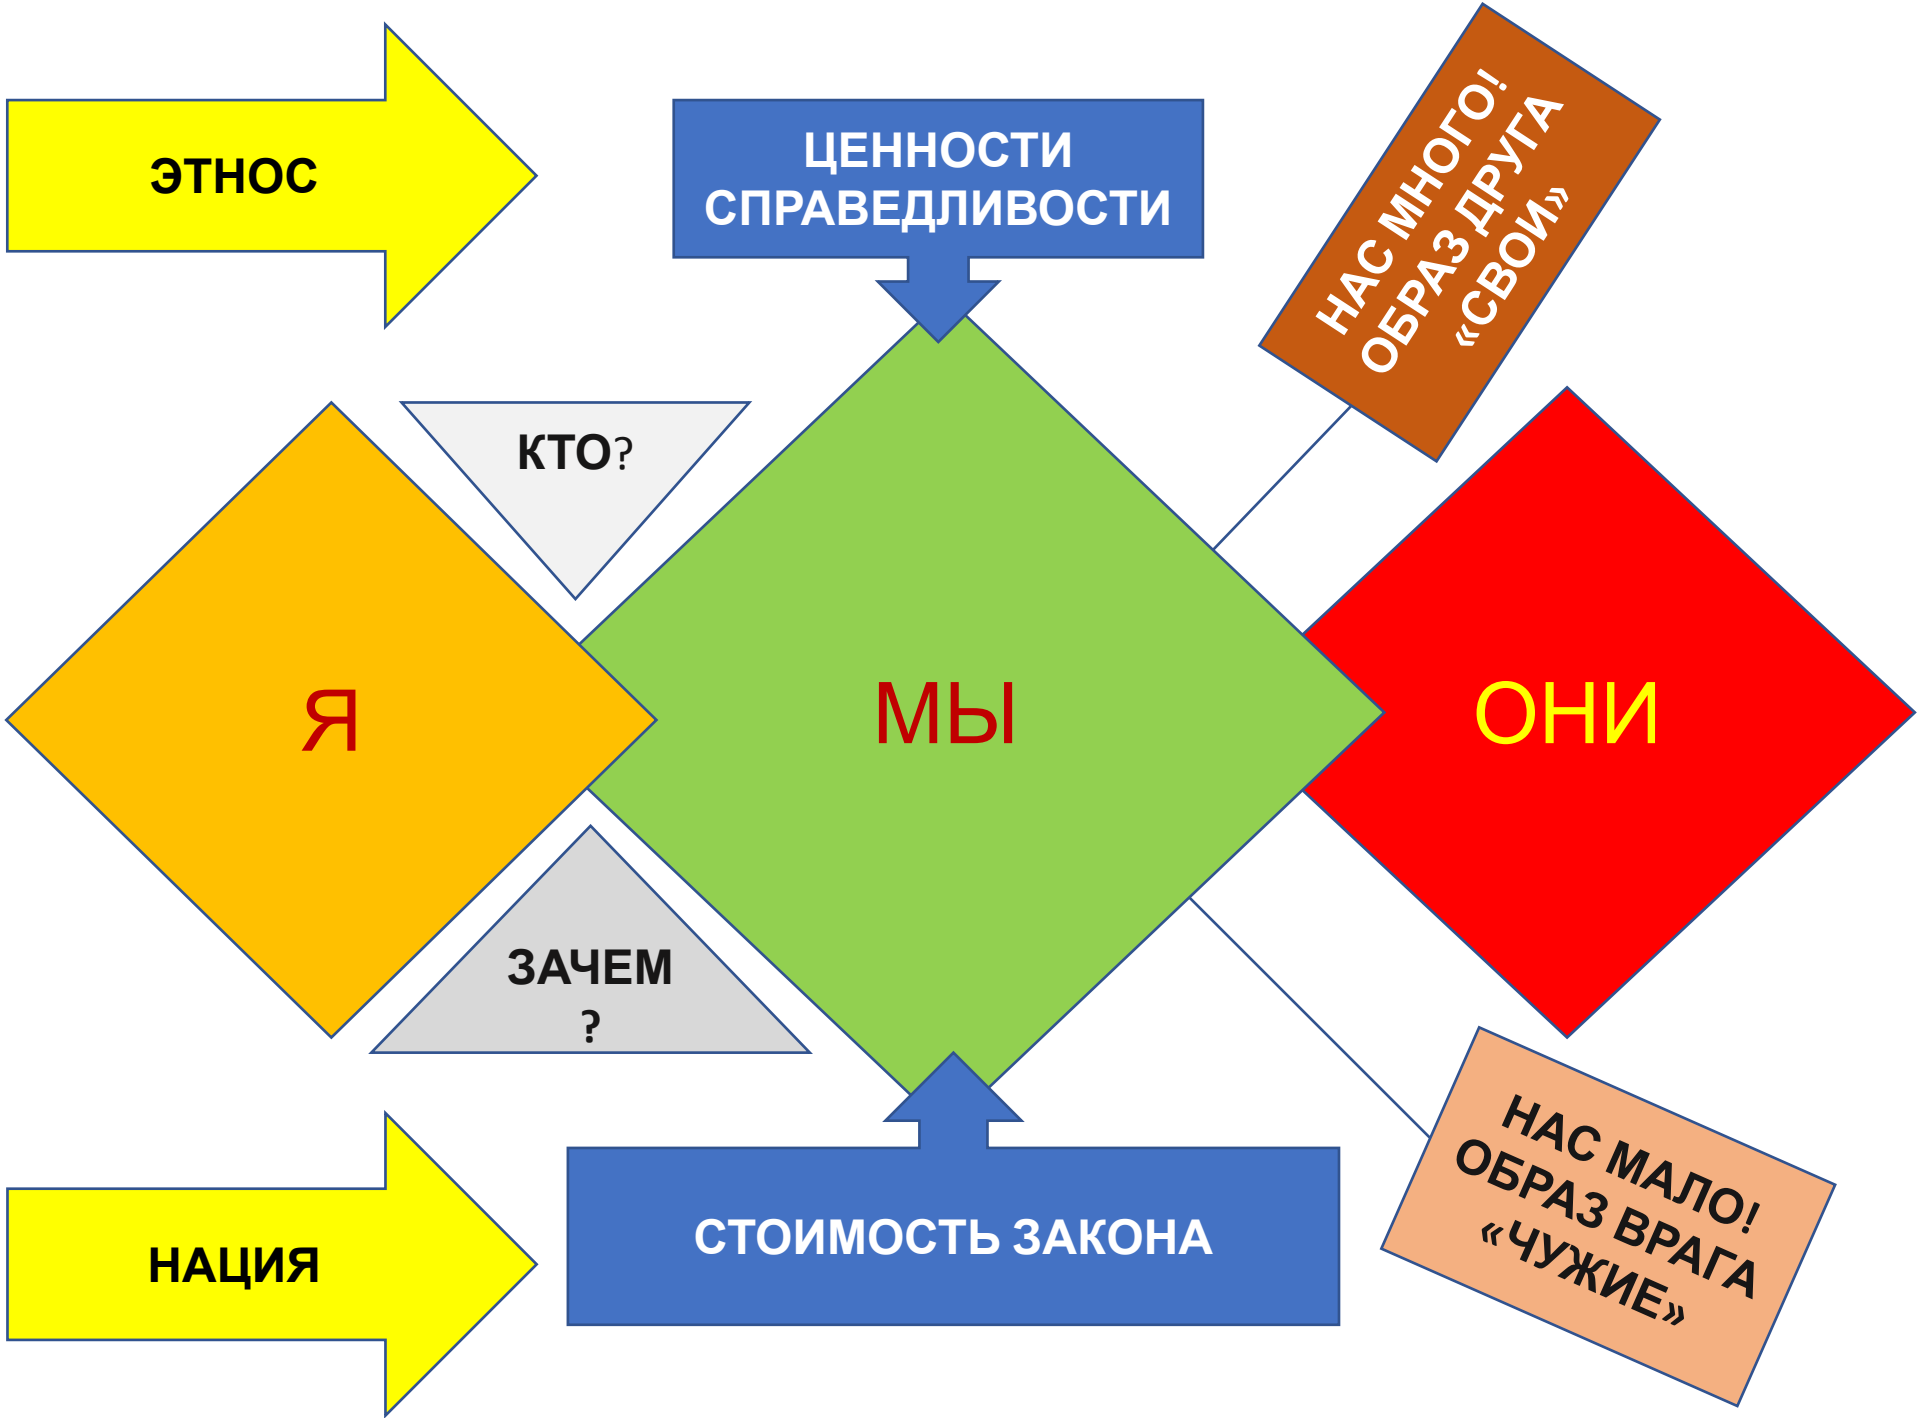 ЭТНОС
ЦЕННОСТИ
СПРАВЕДЛИВОСТИ
НАС МНОГО!
ОБРАЗ ДРУГА
«СВОИ»
КТО?
Я
МЫ
ОНИ
ЗАЧЕМ
?
НАС МАЛО!
ОБРАЗ ВРАГА
«ЧУЖИЕ»
СТОИМОСТЬ ЗАКОНА
НАЦИЯ